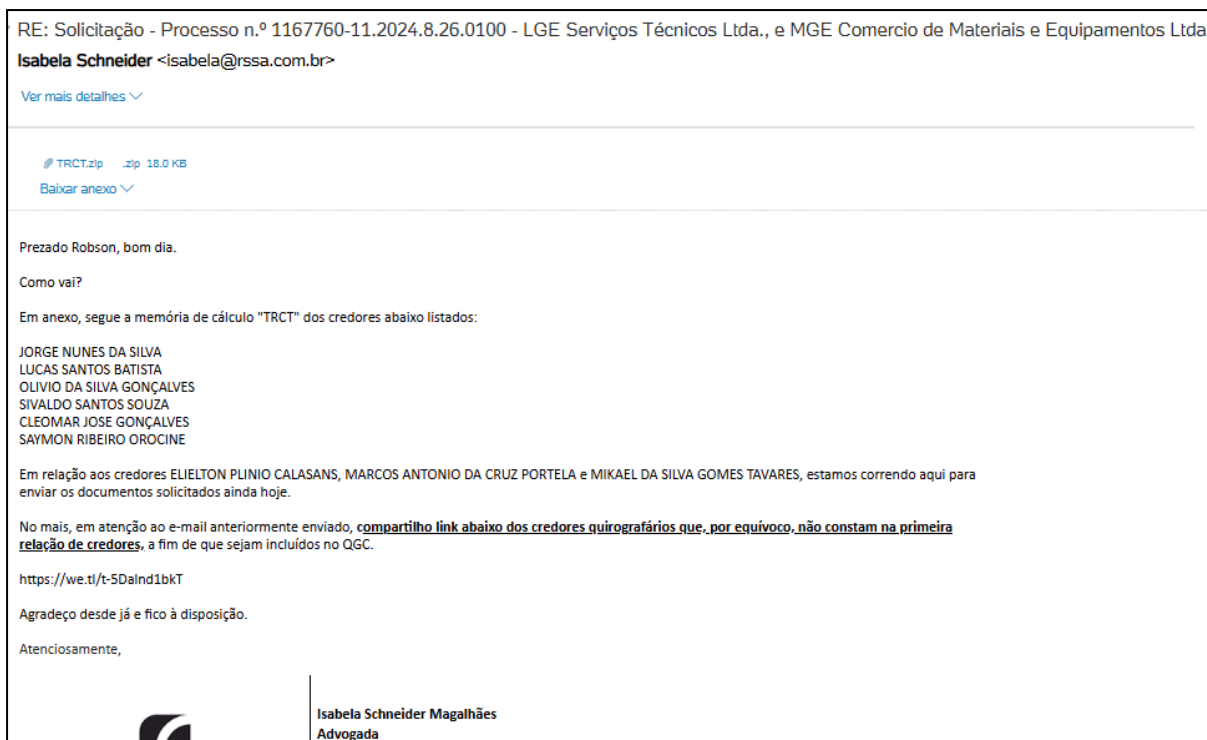 RE: Solicitação - Processo n.º 1167760-11.2024.8.26.0100 - LGE Serviços Técnicos Ltda., e MGE Comercio de Materiais e Equipamentos Ltda
Isabela Schneider <isabela@rssa.com.br>
Ver mais detalhes
TRCT.zip .zip 18.0 KB
Baixar anexo
Prezado Robson, bom dia.
Como vai?
Em anexo, segue a memória de cálculo "TRCT" dos credores abaixo listados:
JORGE NUNES DA SILVA
LUCAS SANTOS BATISTA
OLIVIO DA SILVA GONÇALVES
SIVALDO SANTOS SOUZA
CLEOMAR JOSE GONÇALVES
SAYMON RIBEIRO OROCINE
Em relação aos credores ELIELTON PLINIO CALASANS, MARCOS ANTONIO DA CRUZ PORTELA e MIKAEL DA SILVA GOMES TAVARES, estamos correndo aqui para
enviar os documentos solicitados ainda hoje.
No mais, em atenção ao e-mail anteriormente enviado, compartilho link abaixo dos credores quirografários que, por equívoco, não constam na primeira
relação de credores, a fim de que sejam incluídos no QGC.
https://we.tl/t-5DaInd1bkT
Agradeço desde já e fico à disposição.
Atenciosamente,
Isabela Schneider Magalhães
Advogada